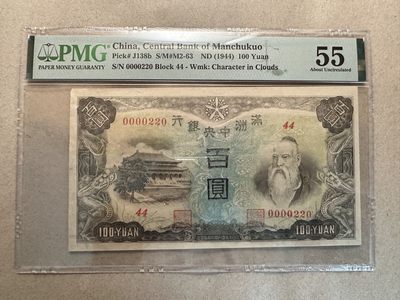 PMG
PAPER MONEY GUARANTY
China, Central Bank of Manchukuo
Pick# J138b S/M#M2-63 ND (1944) 100 Yuan
S/N 0000220 Block 44 - Wmk: Character in Clouds
55
About Uncirculated
行銀央中洲滿
0000220
44
百圓
44
0000220
100-YUAN
100-YUAN